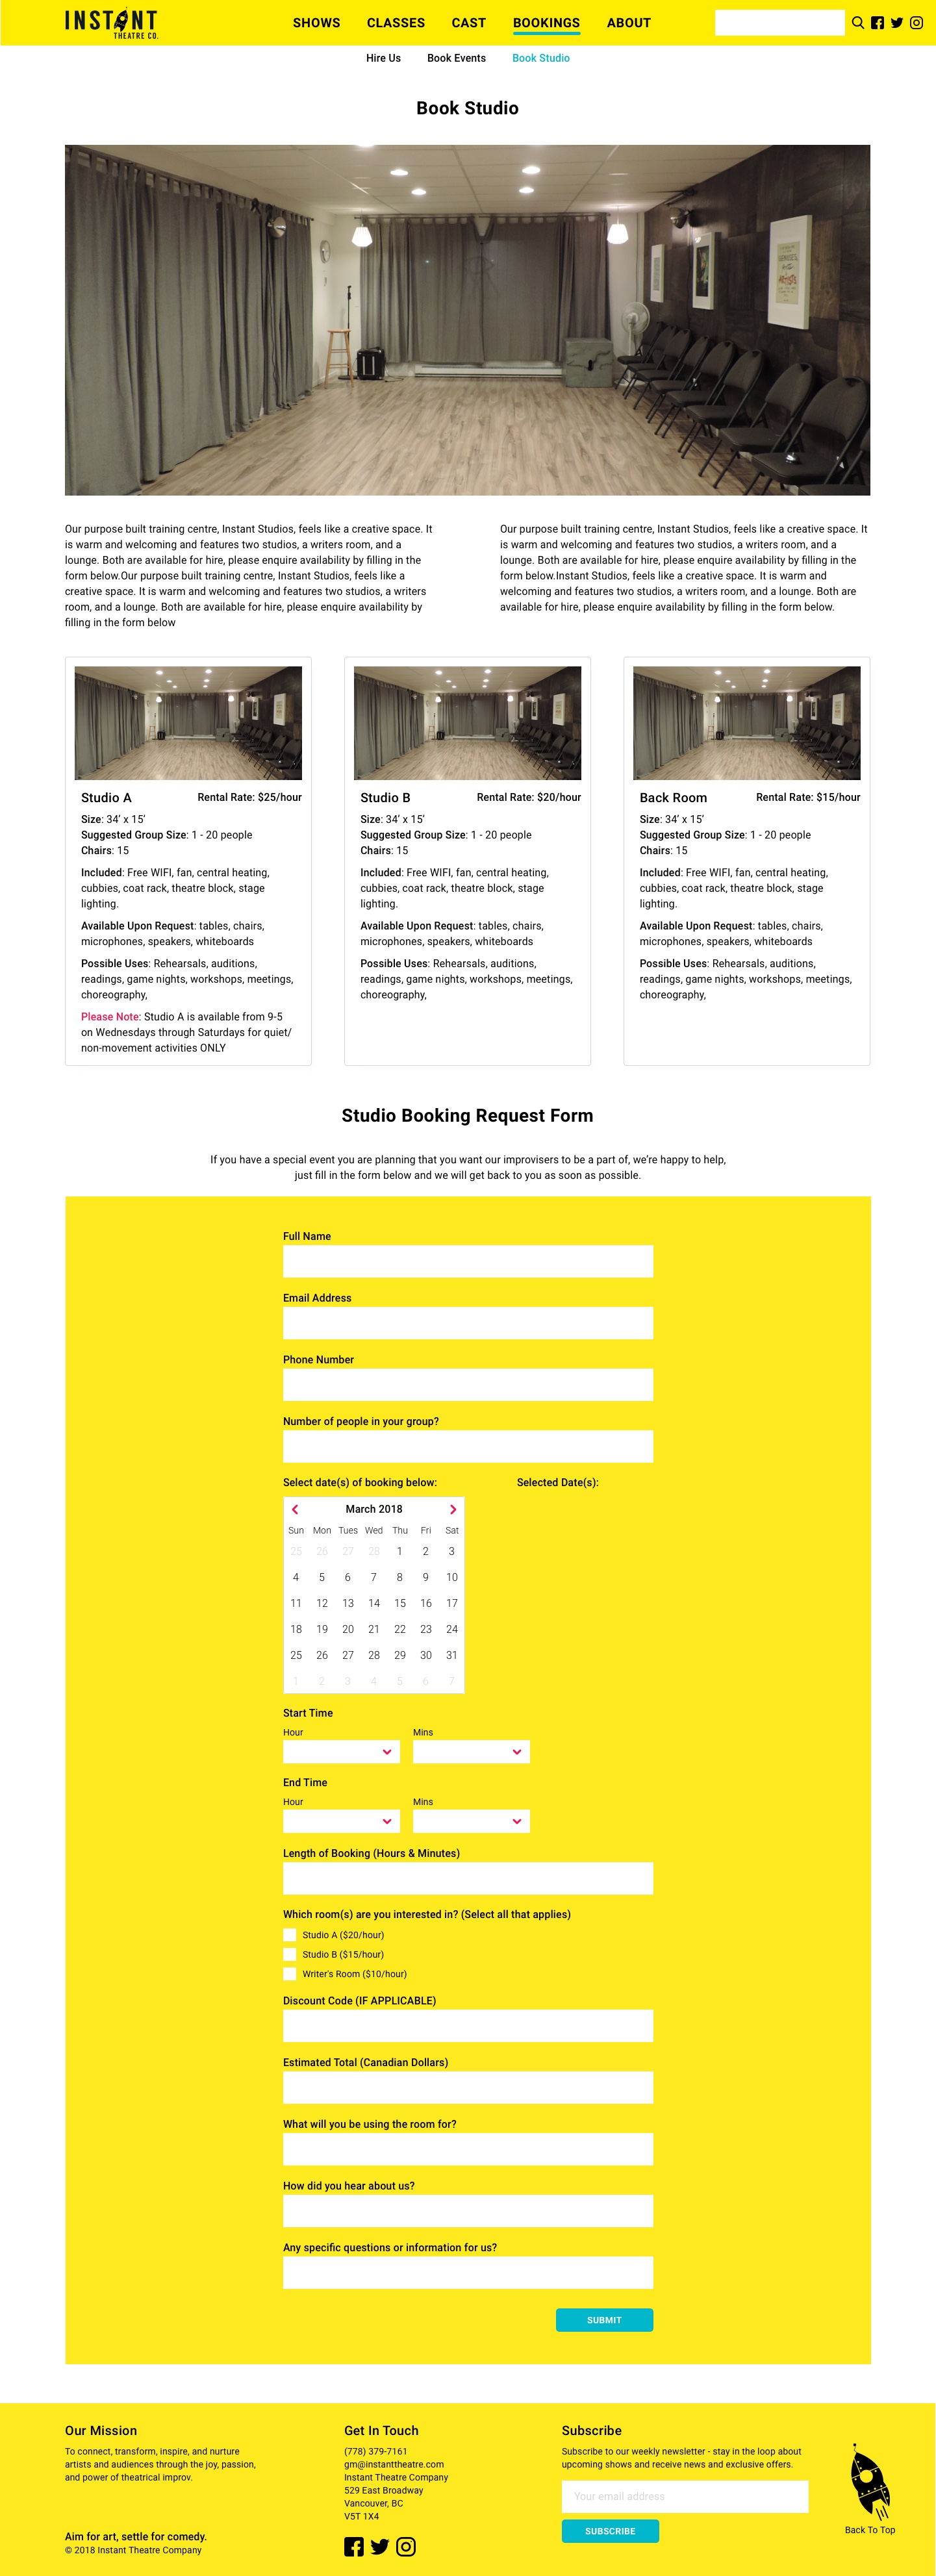 INSTANT
THEATRE CO.
SHOWS CLASSES CAST BOOKINGS ABOUT
Hire Us Book Events Book Studio
Book Studio
Our purpose built training centre, Instant Studios, feels like a creative space. It
is warm and welcoming and features two studios, a writers room, and a
lounge. Both are available for hire, please enquire availability by filling in the
form below.Our purpose built training centre, Instant Studios, feels like a
creative space. It is warm and welcoming and features two studios, a writers
room, and a lounge. Both are available for hire, please enquire availability by
filling in the form below
Our purpose built training centre, Instant Studios, feels like a creative space. It
is warm and welcoming and features two studios, a writers room, and a
lounge. Both are available for hire, please enquire availability by filling in the
form below.Instant Studios, feels like a creative space. It is warm and
welcoming and features two studios, a writers room, and a lounge. Both are
available for hire, please enquire availability by filling in the form below.
Studio A Rental Rate: $25/hour
Size: 34’ x 15’
Suggested Group Size: 1 - 20 people
Chairs: 15
Included: Free WIFI, fan, central heating,
cubbies, coat rack, theatre block, stage
lighting.
Available Upon Request: tables, chairs,
microphones, speakers, whiteboards
Possible Uses: Rehearsals, auditions,
readings, game nights, workshops, meetings,
choreography,
Please Note: Studio A is available from 9-5
on Wednesdays through Saturdays for quiet/
non-movement activities ONLY
Studio B Rental Rate: $20/hour
Size: 34’ x 15’
Suggested Group Size: 1 - 20 people
Chairs: 15
Included: Free WIFI, fan, central heating,
cubbies, coat rack, theatre block, stage
lighting.
Available Upon Request: tables, chairs,
microphones, speakers, whiteboards
Possible Uses: Rehearsals, auditions,
readings, game nights, workshops, meetings,
choreography,
Back Room Rental Rate: $15/hour
Size: 34’ x 15’
Suggested Group Size: 1 - 20 people
Chairs: 15
Included: Free WIFI, fan, central heating,
cubbies, coat rack, theatre block, stage
lighting.
Available Upon Request: tables, chairs,
microphones, speakers, whiteboards
Possible Uses: Rehearsals, auditions,
readings, game nights, workshops, meetings,
choreography,
Studio Booking Request Form
If you have a special event you are planning that you want our improvisers to be a part of, we’re happy to help,
just fill in the form below and we will get back to you as soon as possible.
Full Name
Email Address
Phone Number
Number of people in your group?
Select date(s) of booking below: Selected Date(s):
March 2018
Sun Mon Tues Wed Thu Fri Sat
25 26 27 28 1 2 3
4 5 6 7 8 9 10
11 12 13 14 15 16 17
18 19 20 21 22 23 24
25 26 27 28 29 30 31
1 2 3 4 5 6 7
Start Time
Hour Mins
End Time
Hour Mins
Length of Booking (Hours & Minutes)
Which room(s) are you interested in? (Select all that applies)
Studio A ($20/hour)
Studio B ($15/hour)
Writer's Room ($10/hour)
Discount Code (IF APPLICABLE)
Estimated Total (Canadian Dollars)
What will you be using the room for?
How did you hear about us?
Any specific questions or information for us?
SUBMIT
Our Mission
To connect, transform, inspire, and nurture
artists and audiences through the joy, passion,
and power of theatrical improv.
Aim for art, settle for comedy.
© 2018 Instant Theatre Company
Get In Touch
(778) 379-7161
gm@instanttheatre.com
Instant Theatre Company
529 East Broadway
Vancouver, BC
V5T 1X4
Subscribe
Subscribe to our weekly newsletter - stay in the loop about
upcoming shows and receive news and exclusive offers.
Your email address
SUBSCRIBE
Back To Top